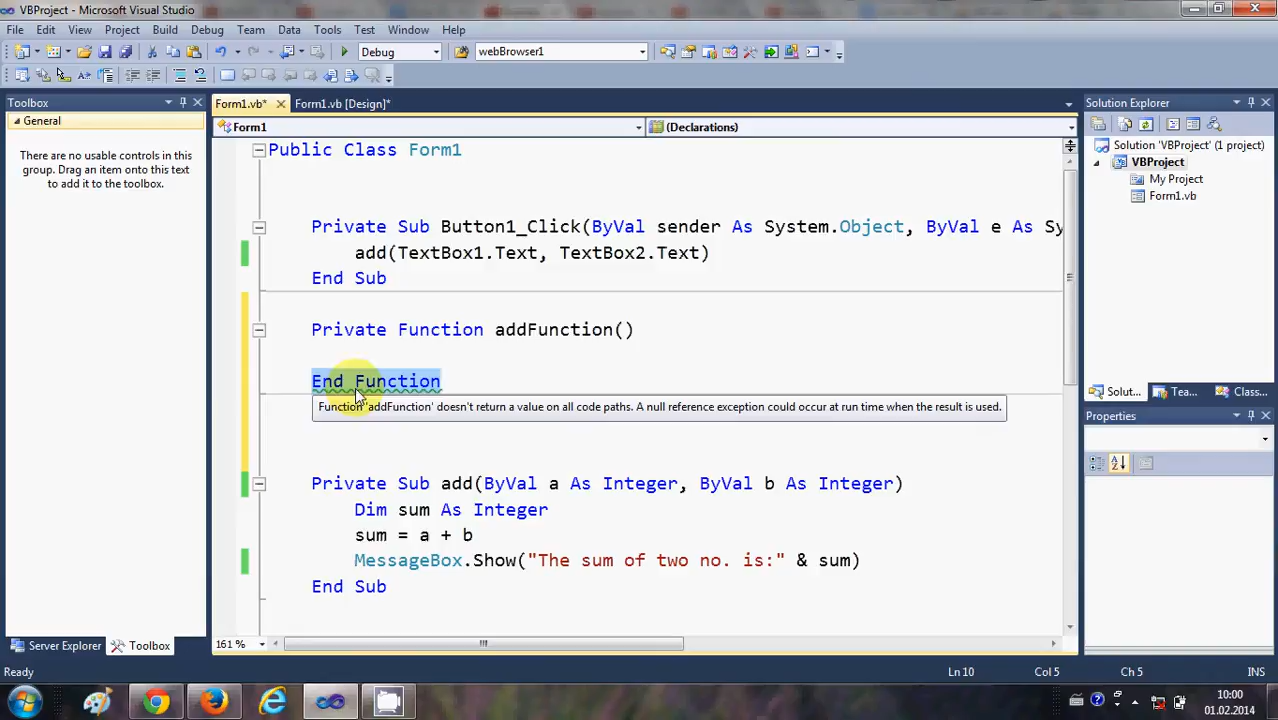 VBProject - Microsoft Visual Studio
File Edit View Project Build Debug Team Data Tools Test Window Help
Debug webBrowser1
Toolbox
General
There are no usable controls in this
group. Drag an item onto this text
to add it to the toolbox.
Server Explorer Toolbox
Form1.vb* Form1.vb [Design]*
Form1 (Declarations)
Public Class Form1
Private Sub Button1_Click(ByVal sender As System.Object, ByVal e As Sy
add(TextBox1.Text, TextBox2.Text)
End Sub
Private Function addFunction()
End Function
Function 'addFunction' doesn't return a value on all code paths. A null reference exception could occur at run time when the result is used.
Private Sub add(ByVal a As Integer, ByVal b As Integer)
Dim sum As Integer
sum = a + b
MessageBox.Show("The sum of two no. is:" & sum)
End Sub
161 %
Solution Explorer
Solution 'VBProject' (1 project)
VBProject
My Project
Form1.vb
Solut... Tea... Class...
Properties
Ready Ln 10 Col 5 Ch 5 INS
10:00
01.02.2014